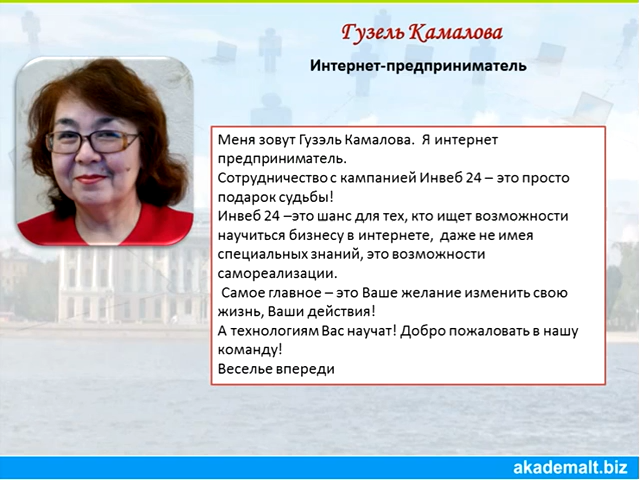 Гузель Камалова
Интернет-предприниматель
Меня зовут Гузэль Камалова.  Я интернет
предприниматель.
Сотрудничество с кампанией Инвеб 24 – это просто
подарок судьбы!
Инвеб 24 –это шанс для тех, кто ищет возможности
научиться бизнесу в интернете,  даже не имея
специальных знаний, это возможности
самореализации.
Самое главное – это Ваше желание изменить свою
жизнь, Ваши действия!
А технологиям Вас научат! Добро пожаловать в нашу
команду!
Веселье впереди
akademalt.biz